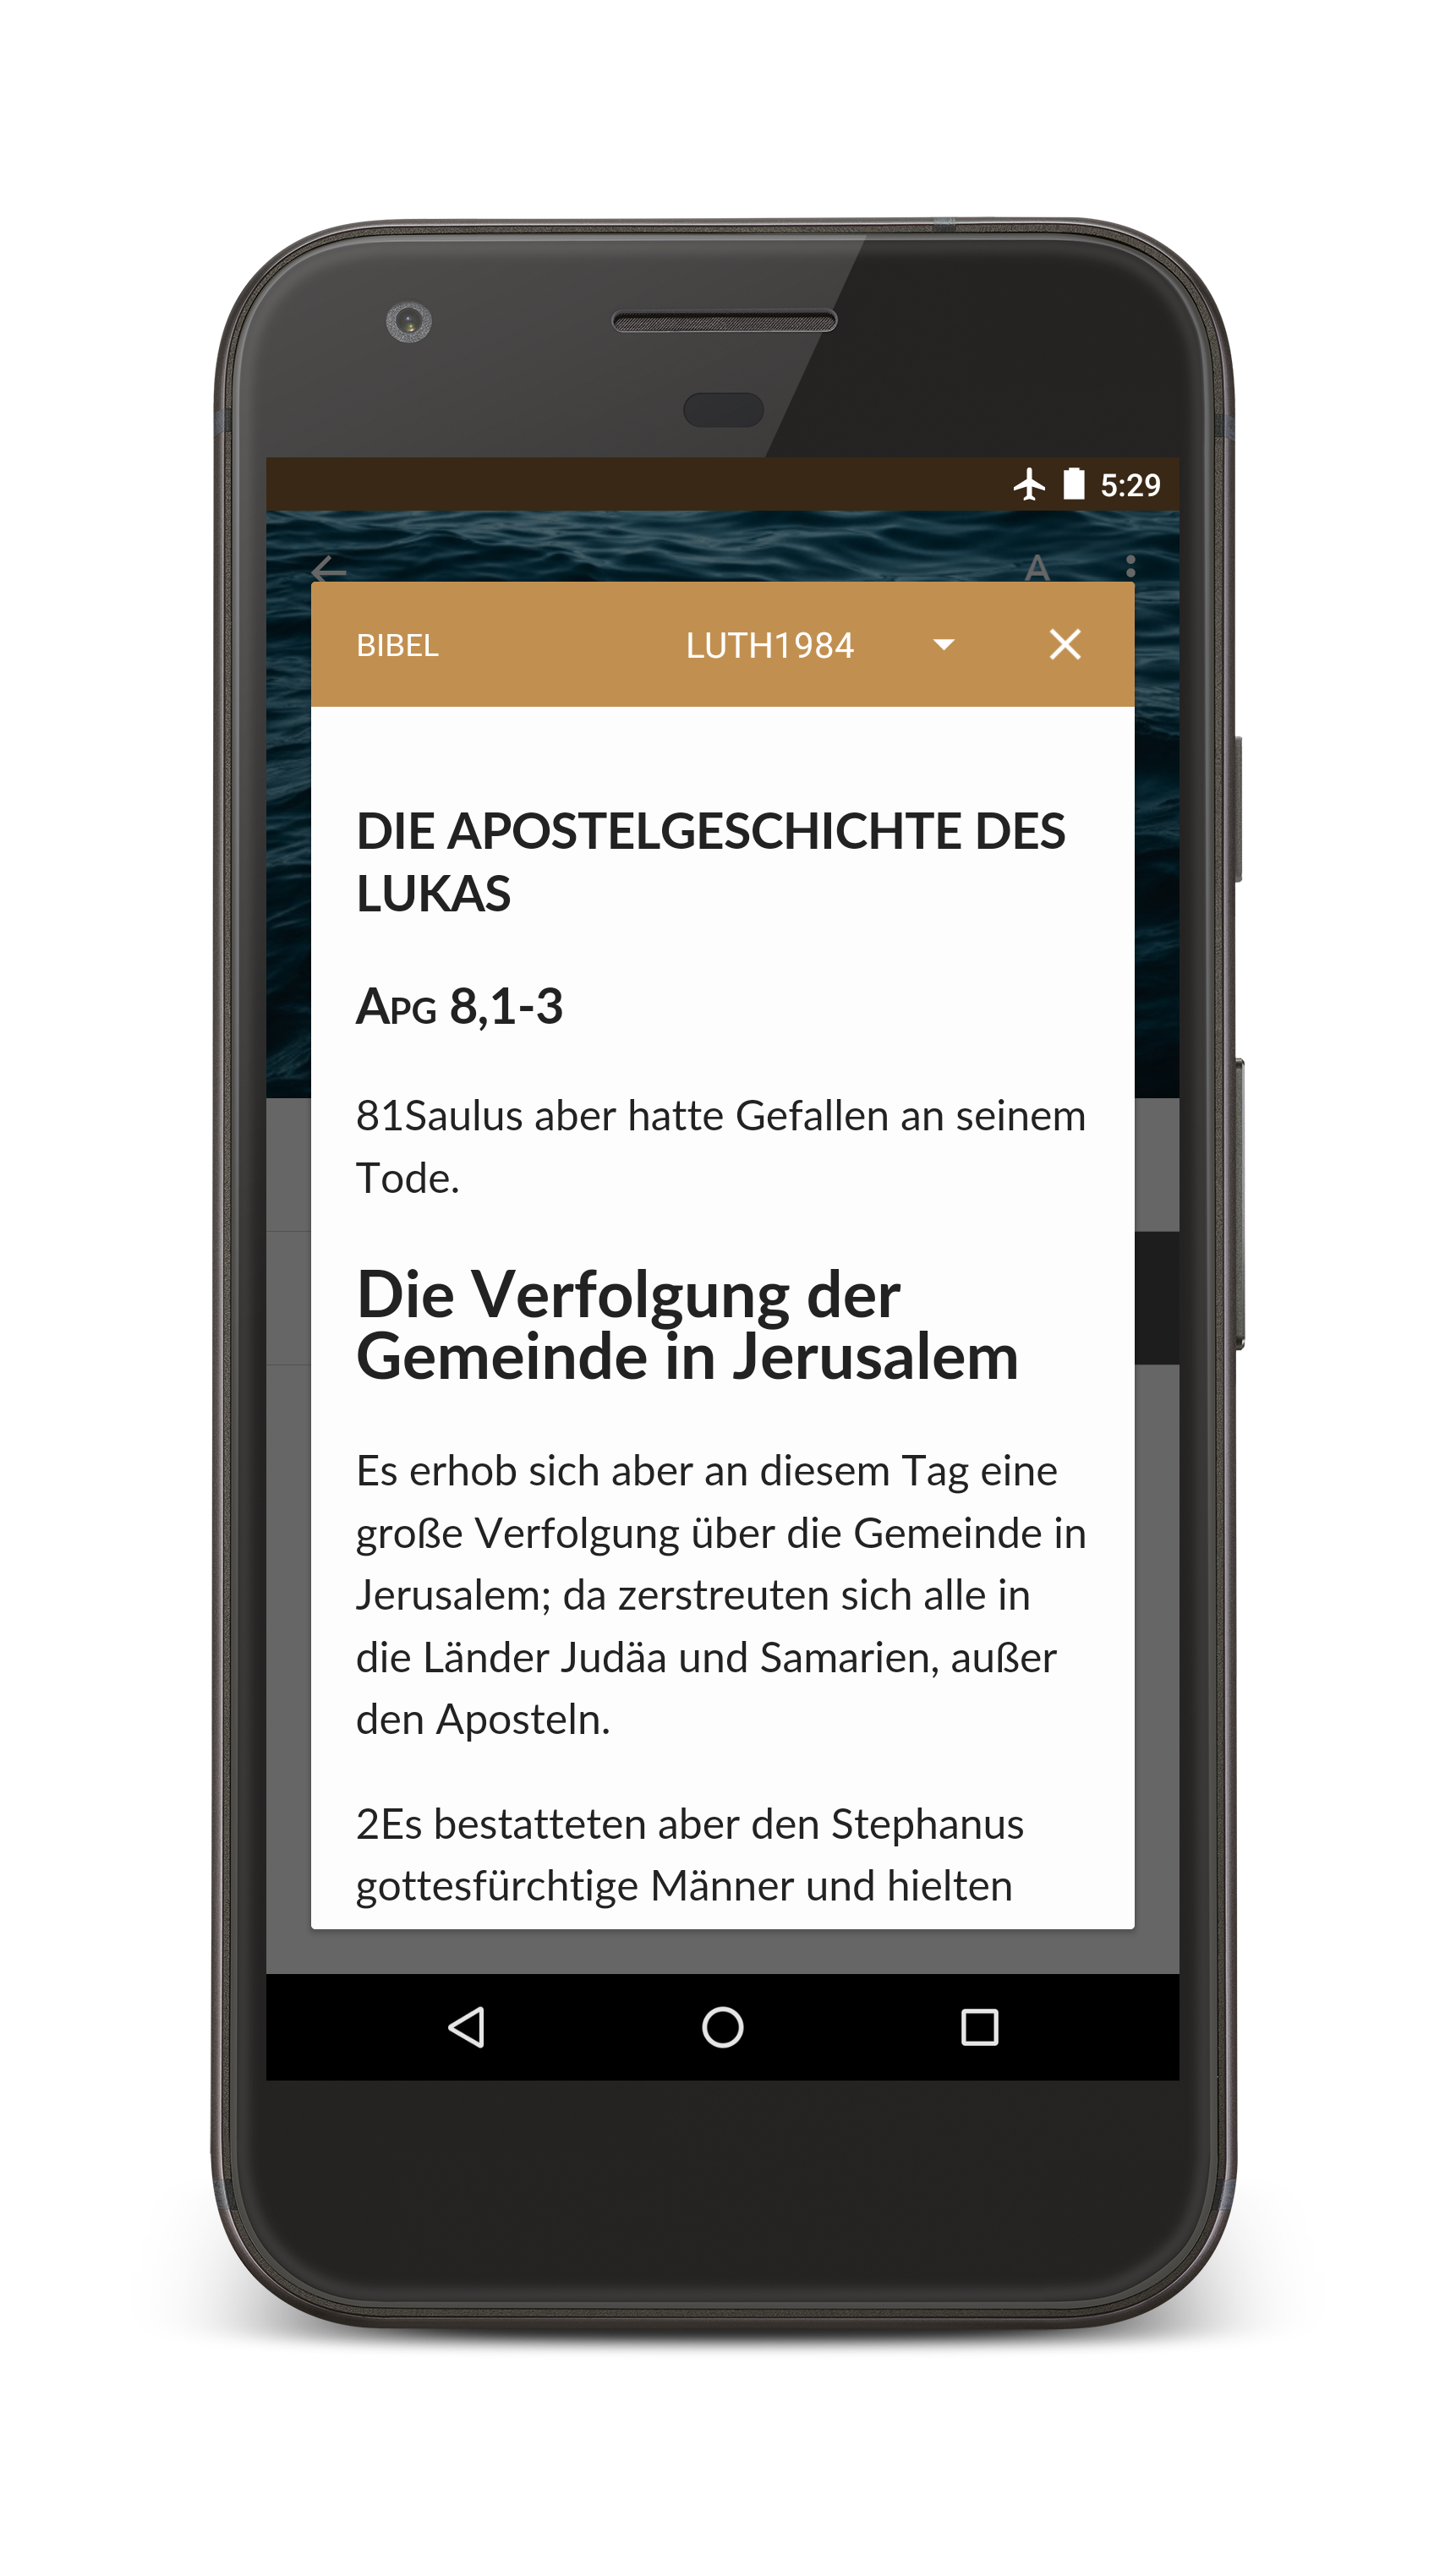 5:29
A
BIBEL LUTH1984
DIE APOSTELGESCHICHTE DES
LUKAS
Apg 8,1-3
81Saulus aber hatte Gefallen an seinem
Tode.
Die Verfolgung der
Gemeinde in Jerusalem
Es erhob sich aber an diesem Tag eine
große Verfolgung über die Gemeinde in
Jerusalem; da zerstreuten sich alle in
die Länder Judäa und Samarien, außer
den Aposteln.
2Es bestatteten aber den Stephanus
gottesfürchtige Männer und hielten